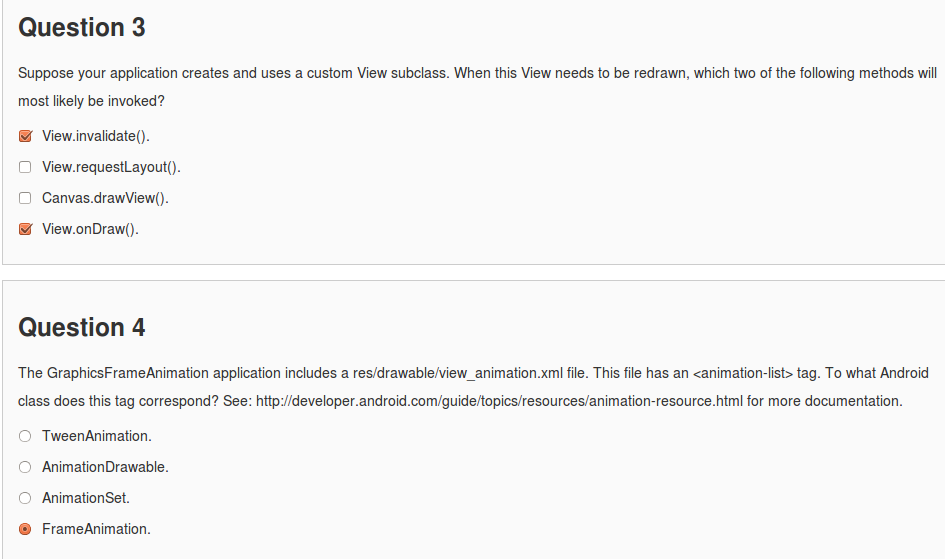 Question 3
Suppose your application creates and uses a custom View subclass. When this View needs to be redrawn, which two of the following methods will
most likely be invoked?
View.invalidate().
View.requestLayout().
Canvas.drawView().
View.onDraw().
Question 4
The GraphicsFrameAnimation application includes a res/drawable/view_animation.xml file. This file has an <animation-list> tag. To what Android
class does this tag correspond? See: http://developer.android.com/guide/topics/resources/animation-resource.html for more documentation.
TweenAnimation.
AnimationDrawable.
AnimationSet.
FrameAnimation.